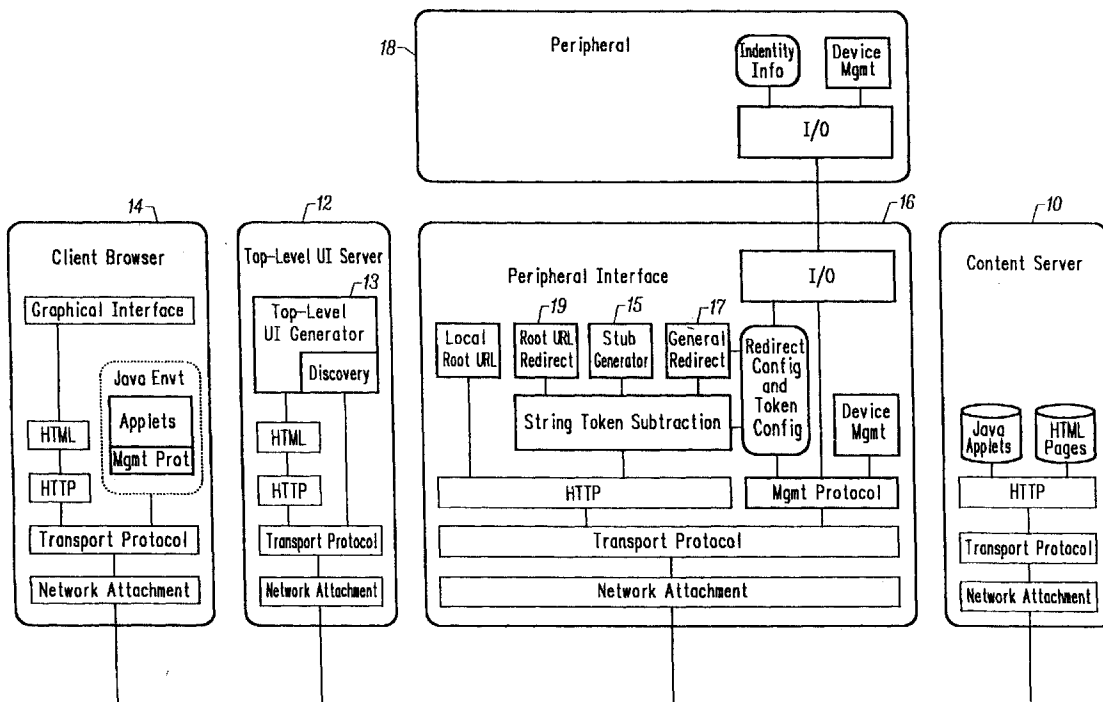 18
Peripheral
Indentity
Info
Device
Mgmt
I/O
14
Client Browser
Graphical Interface
Java Envt
Applets
Mgmt Prot
HTML
HTTP
Transport Protocol
Network Attachment
12
Top-Level UI Server
13
Top-Level
UI Generator
Discovery
HTML
HTTP
Transport Protocol
Network Attachment
16
Peripheral Interface
I/O
Local
Root URL
19
Root URL
Redirect
15
Stub
Generator
17
General
Redirect
Redirect
Config
and
Token
Config
String Token Subtraction
Device
Mgmt
HTTP
Mgmt Protocol
Transport Protocol
Network Attachment
10
Content Server
Java
Applets
HTML
Pages
HTTP
Transport Protocol
Network Attachment